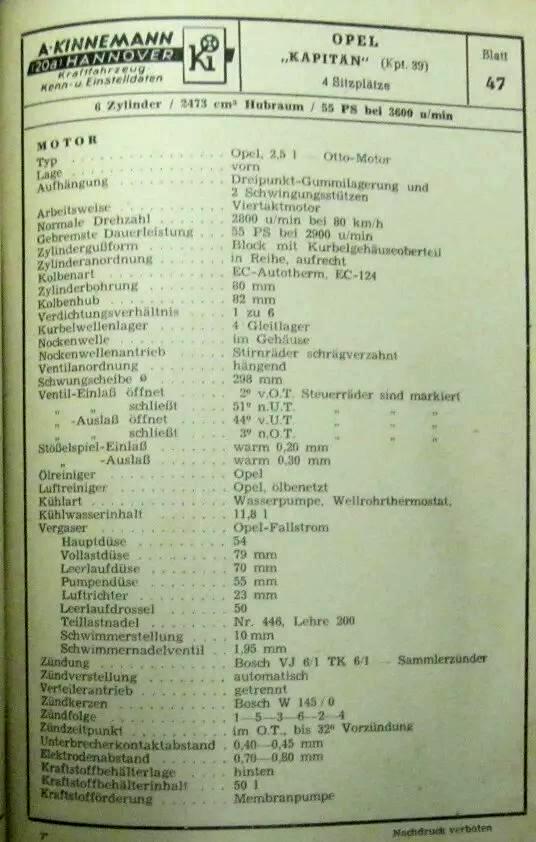 A·KINNEMANN
(20a) HANNOVER
Kraftfahrzeug-
Kenn- u. Einstelldaten
Ki
OPEL
„KAPITÄN“ (Kpt. 39)
4 Sitzplätze
Blatt
47
6 Zylinder / 2473 cm³ Hubraum / 55 PS bei 3600 u/min
MOTOR
Typ . . . . . Opel, 2,5 l — Otto-Motor
Lage . . . . . vorn
Aufhängung . . . . . Dreipunkt-Gummilagerung und
2 Schwingungsstützen
Arbeitsweise . . . . . Viertaktmotor
Normale Drehzahl . . . . . 2800 u/min bei 80 km/h
Gebremste Dauerleistung . . . . . 55 PS bei 2900 u/min
Zylindergußform . . . . . Block mit Kurbelgehäuseoberteil
Zylinderanordnung . . . . . in Reihe, aufrecht
Kolbenart . . . . . EC-Autotherm, EC-124
Zylinderbohrung . . . . . 80 mm
Kolbenhub . . . . . 82 mm
Verdichtungsverhältnis . . . . . 1 zu 6
Kurbelwellenlager . . . . . 4 Gleitlager
Nockenwelle . . . . . im Gehäuse
Nockenwellenantrieb . . . . . Stirnräder schrägverzahnt
Ventilanordnung . . . . . hängend
Schwungscheibe Ø . . . . . 298 mm
Ventil-Einlaß öffnet . . . . . 2º v.O.T. Steuerräder sind markiert
„ „ schließt . . . . . 51º n.U.T. „ „ „
„ -Auslaß öffnet . . . . . 44º v.U.T. „ „ „
„ „ schließt . . . . . 3º n.O.T. „ „ „
Stößelspiel-Einlaß . . . . . warm 0,20 mm
„ -Auslaß . . . . . warm 0,30 mm
Ölreiniger . . . . . Opel
Luftreiniger . . . . . Opel, ölbenetzt
Kühlart . . . . . Wasserpumpe, Wellrohrthermostat,
Kühlwasserinhalt . . . . . 11,8 l
Vergaser . . . . . Opel-Fallstrom
Hauptdüse . . . . . 54
Vollastdüse . . . . . 79 mm
Leerlaufdüse . . . . . 70 mm
Pumpendüse . . . . . 55 mm
Luftrichter . . . . . 23 mm
Leerlaufdrossel . . . . . 50
Teillastnadel . . . . . Nr. 446, Lehre 200
Schwimmerstellung . . . . . 10 mm
Schwimmernadelventil . . . . . 1,95 mm
Zündung . . . . . Bosch VJ 6/1 TK 6/1 — Sammlerzünder
Zündverstellung . . . . . automatisch
Verteilerantrieb . . . . . getrennt
Zündkerzen . . . . . Bosch W 145/0
Zündfolge . . . . . 1—5—3—6—2—4
Zündzeitpunkt . . . . . im O.T., bis 32º Vorzündung
Unterbrecherkontaktabstand . . . . . 0,40—0,45 mm
Elektrodenabstand . . . . . 0,70—0,80 mm
Kraftstoffbehälterlage . . . . . hinten
Kraftstoffbehälterinhalt . . . . . 50 l
Kraftstofförderung . . . . . Membranpumpe
7* Nachdruck verboten